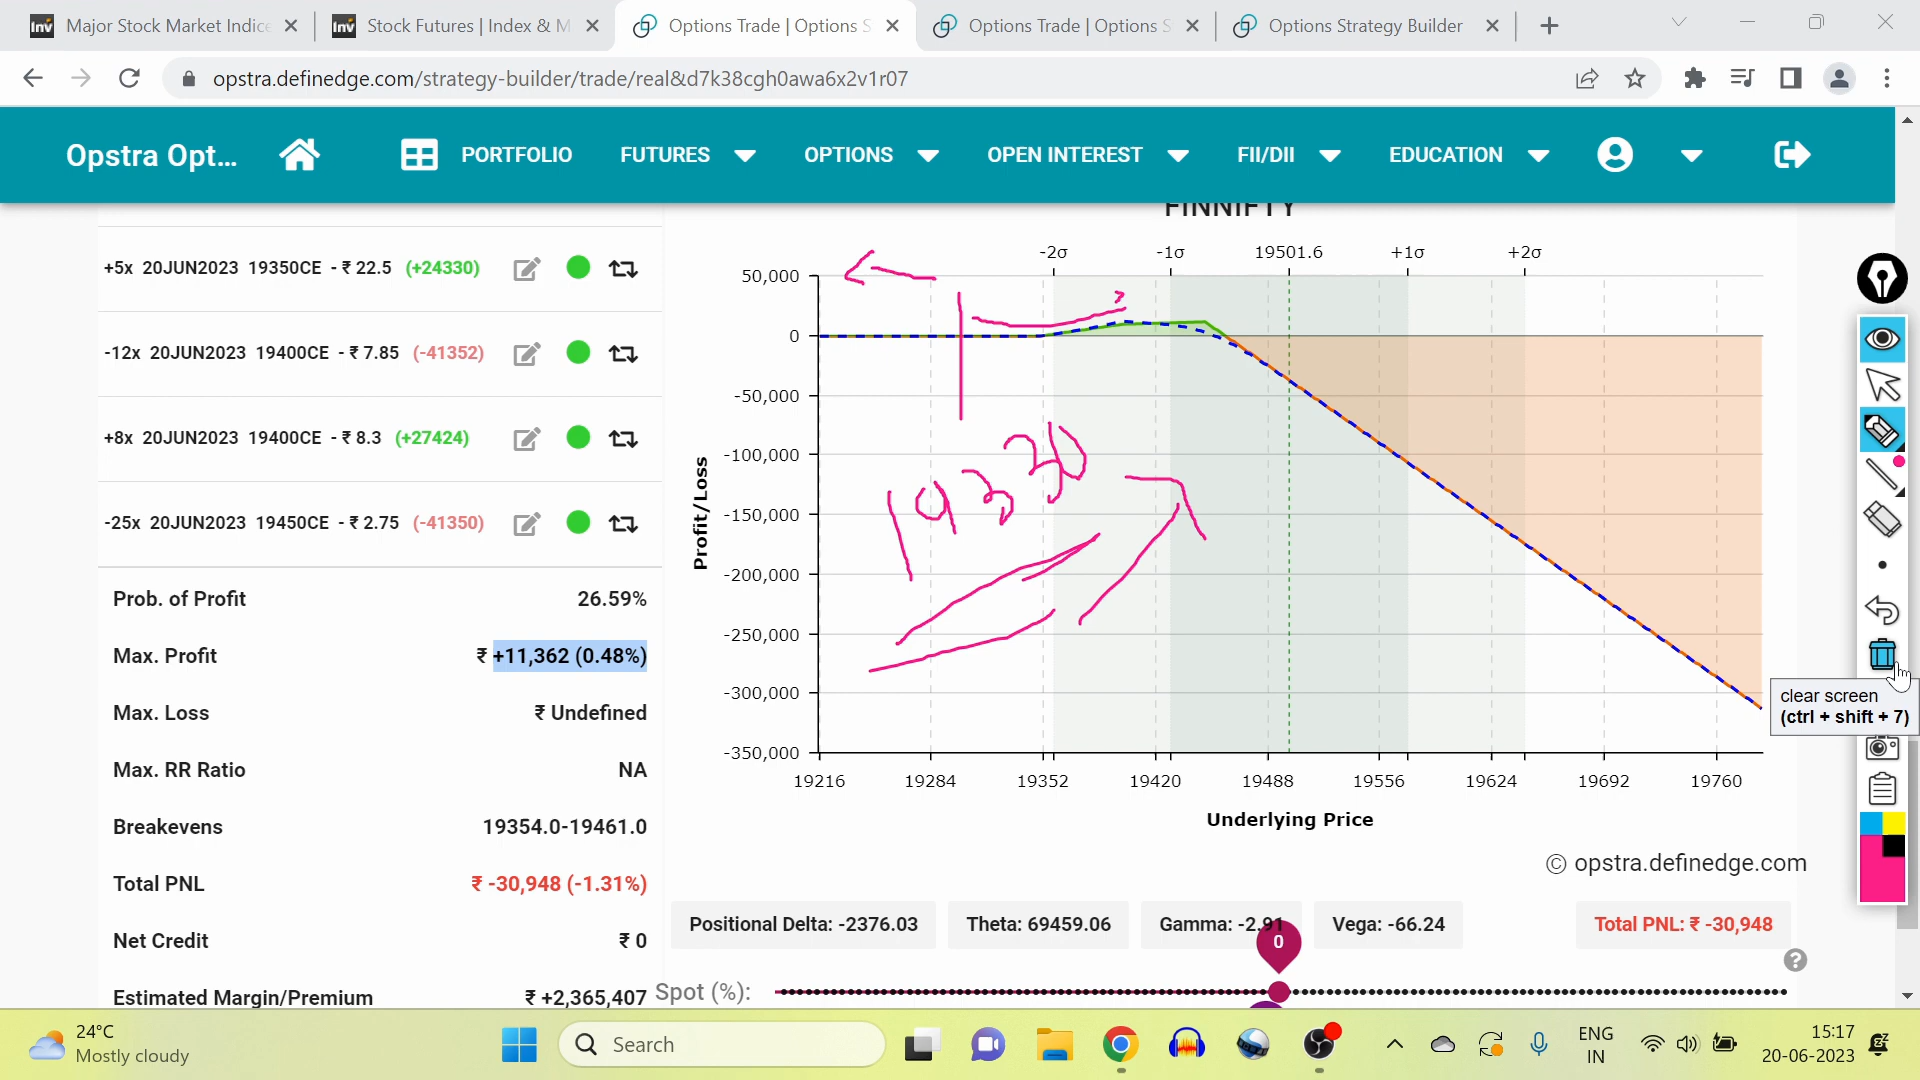 Major Stock Market Indice
Stock Futures | Index & M
Options Trade | Options S
Options Trade | Options S
Options Strategy Builder
opstra.definedge.com/strategy-builder/trade/real&d7k38cgh0awa6x2v1r07
Opstra Opt...
PORTFOLIO
FUTURES
OPTIONS
OPEN INTEREST
FII/DII
EDUCATION
FINNIFTY
+5x 20JUN2023 19350CE - ₹ 22.5 (+24330)
-12x 20JUN2023 19400CE - ₹ 7.85 (-41352)
+8x 20JUN2023 19400CE - ₹ 8.3 (+27424)
-25x 20JUN2023 19450CE - ₹ 2.75 (-41350)
Prob. of Profit 26.59%
Max. Profit ₹ +11,362 (0.48%)
Max. Loss ₹ Undefined
Max. RR Ratio NA
Breakevens 19354.0-19461.0
Total PNL ₹ -30,948 (-1.31%)
Net Credit ₹ 0
Estimated Margin/Premium ₹ +2,365,407
-2σ -1σ 19501.6 +1σ +2σ
50,000
0
-50,000
-100,000
-150,000
-200,000
-250,000
-300,000
-350,000
Profit/Loss
19216 19284 19352 19420 19488 19556 19624 19692 19760
Underlying Price
© opstra.definedge.com
Positional Delta: -2376.03
Theta: 69459.06
Gamma: -2.91
Vega: -66.24
Total PNL: ₹ -30,948
0
?
Spot (%):
clear screen
(ctrl + shift + 7)
24°C
Mostly cloudy
Search
ENG
IN
15:17
20-06-2023